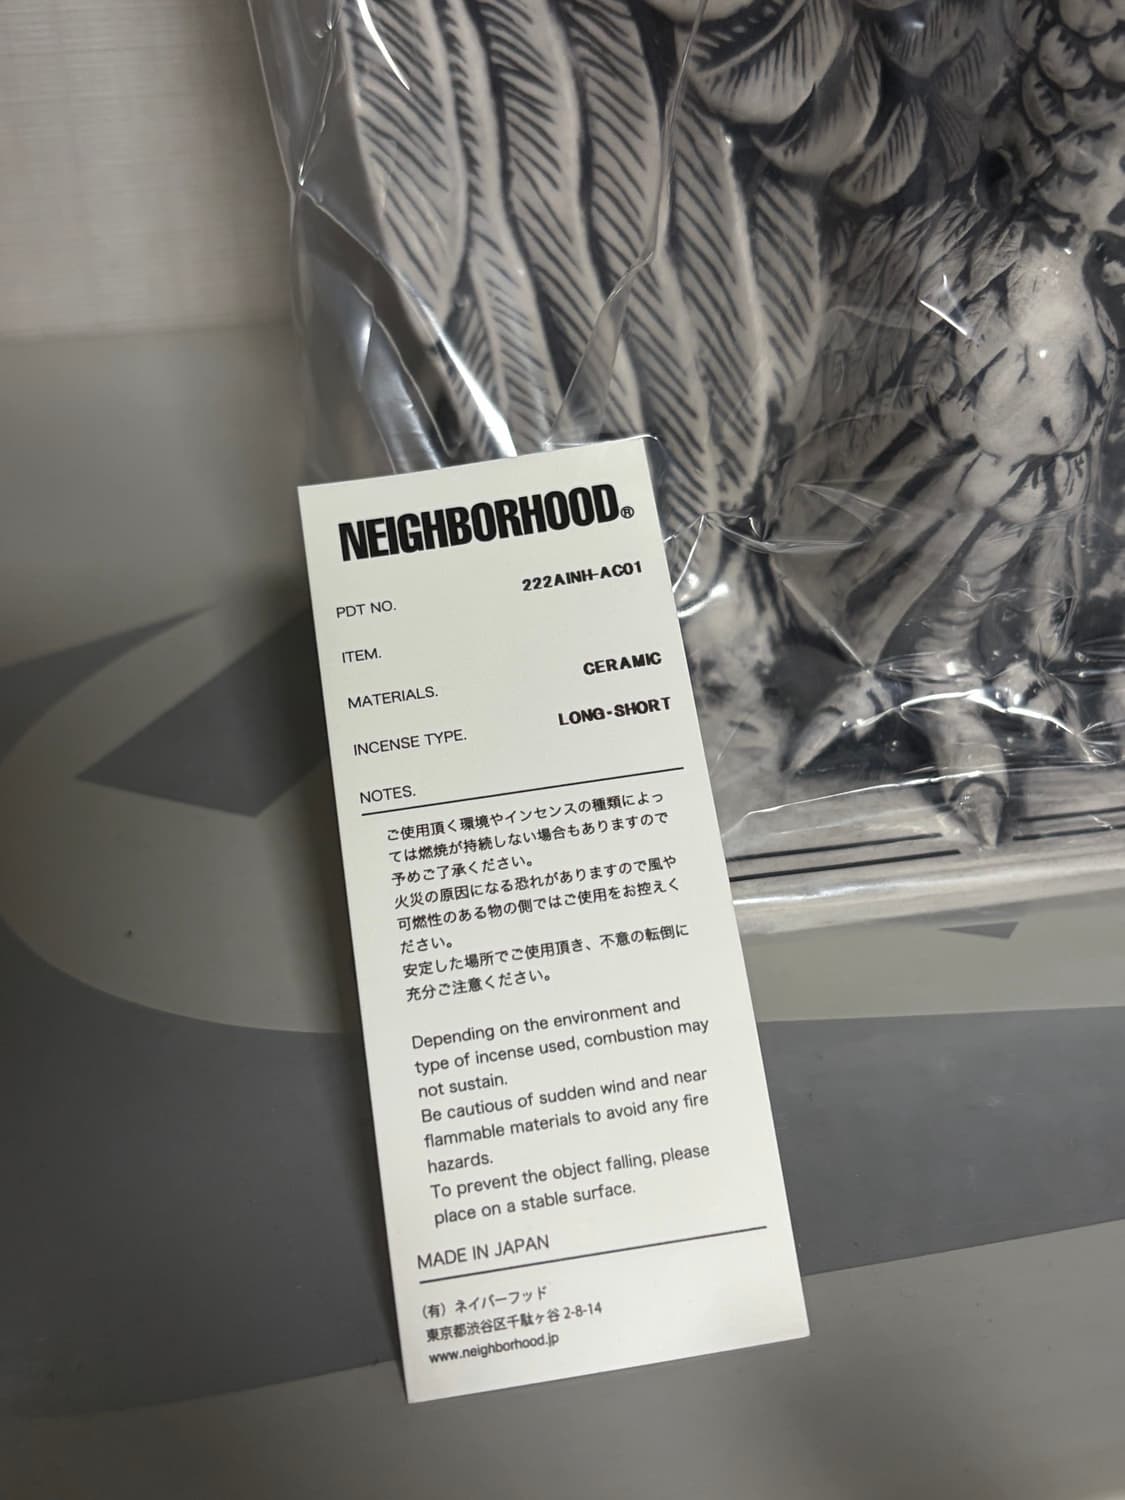 NEIGHBORHOOD®
PDT NO. 222AINH-AC01
ITEM.
MATERIALS. CERAMIC
INCENSE TYPE. LONG-SHORT
NOTES.
ご使用頂く環境やインセンスの種類によっ
ては燃焼が持続しない場合もありますので
予めご了承ください。
火災の原因になる恐れがありますので風や
可燃性のある物の側ではご使用をお控えく
ださい。
安定した場所でご使用頂き、不意の転倒に
充分ご注意ください。
Depending on the environment and
type of incense used, combustion may
not sustain.
Be cautious of sudden wind and near
flammable materials to avoid any fire
hazards.
To prevent the object falling, please
place on a stable surface.
MADE IN JAPAN
(有) ネイバーフッド
東京都渋谷区千駄ヶ谷 2-8-14
www.neighborhood.jp